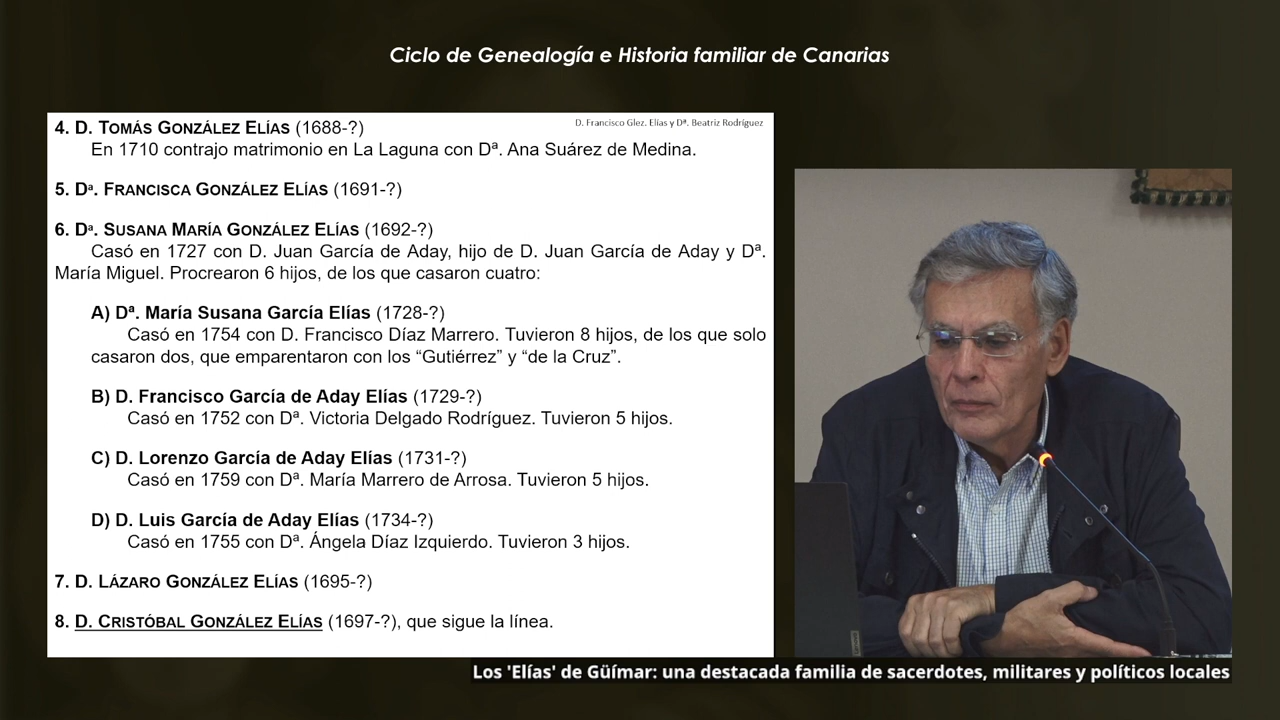 Ciclo de Genealogía e Historia familiar de Canarias
D. Francisco Glez. Elías y Dª. Beatriz Rodríguez
4. D. TOMÁS GONZÁLEZ ELÍAS (1688-?)
En 1710 contrajo matrimonio en La Laguna con Dª. Ana Suárez de Medina.
5. Dª. FRANCISCA GONZÁLEZ ELÍAS (1691-?)
6. Dª. SUSANA MARÍA GONZÁLEZ ELÍAS (1692-?)
Casó en 1727 con D. Juan García de Aday, hijo de D. Juan García de Aday y Dª.
María Miguel. Procrearon 6 hijos, de los que casaron cuatro:
A) Dª. María Susana García Elías (1728-?)
Casó en 1754 con D. Francisco Díaz Marrero. Tuvieron 8 hijos, de los que solo
casaron dos, que emparentaron con los “Gutiérrez” y “de la Cruz”.
B) D. Francisco García de Aday Elías (1729-?)
Casó en 1752 con Dª. Victoria Delgado Rodríguez. Tuvieron 5 hijos.
C) D. Lorenzo García de Aday Elías (1731-?)
Casó en 1759 con Dª. María Marrero de Arrosa. Tuvieron 5 hijos.
D) D. Luis García de Aday Elías (1734-?)
Casó en 1755 con Dª. Ángela Díaz Izquierdo. Tuvieron 3 hijos.
7. D. LÁZARO GONZÁLEZ ELÍAS (1695-?)
8. D. CRISTÓBAL GONZÁLEZ ELÍAS (1697-?), que sigue la línea.
Los 'Elías' de Güímar: una destacada familia de sacerdotes, militares y políticos locales